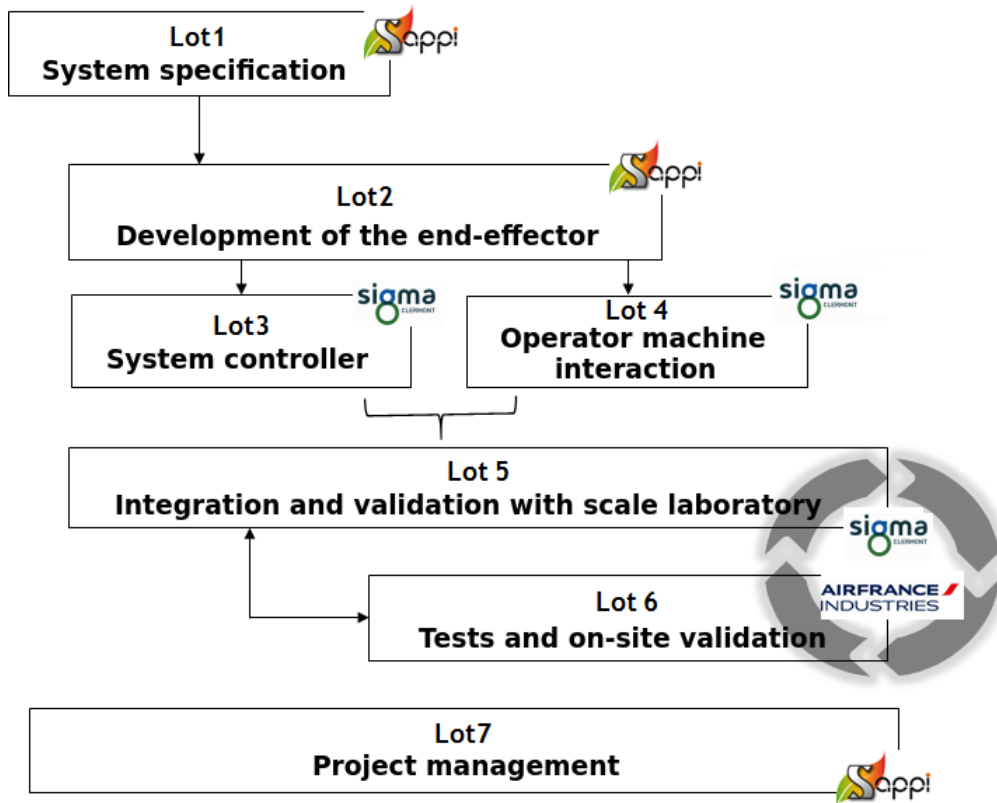 Lot1
System specification
Sappi
Lot2
Development of the end-effector
Sappi
Lot3
System controller
sigma
CLERMONT
Lot 4
Operator machine
interaction
sigma
CLERMONT
Lot 5
Integration and validation with scale laboratory
sigma
CLERMONT
AIRFRANCE
INDUSTRIES
Lot 6
Tests and on-site validation
Lot7
Project management
Sappi